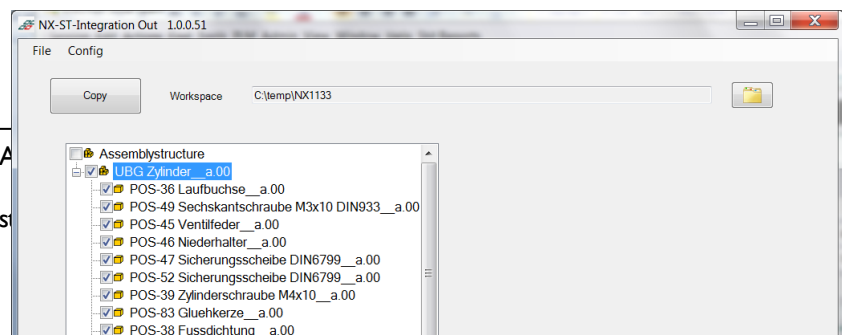 NX-ST-Integration Out 1.0.0.51
File Config
Copy Workspace C:\temp\NX1133
A
Assemblystructure
UBG Zylinder__a.00
POS-36 Laufbuchse__a.00
st
POS-49 Sechskantschraube M3x10 DIN933__a.00
POS-45 Ventilfeder__a.00
POS-46 Niederhalter__a.00
POS-47 Sicherungsscheibe DIN6799__a.00
POS-52 Sicherungsscheibe DIN6799__a.00
POS-39 Zylinderschraube M4x10__a.00
POS-83 Gluehkerze__a.00
POS-38 Fussdichtung__a.00